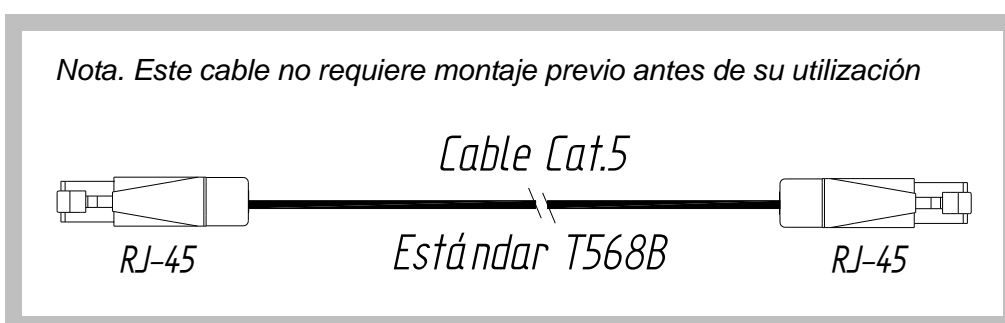 Nota. Este cable no requiere montaje previo antes de su utilización
Cable Cat.5
Estándar T568B
RJ-45
RJ-45